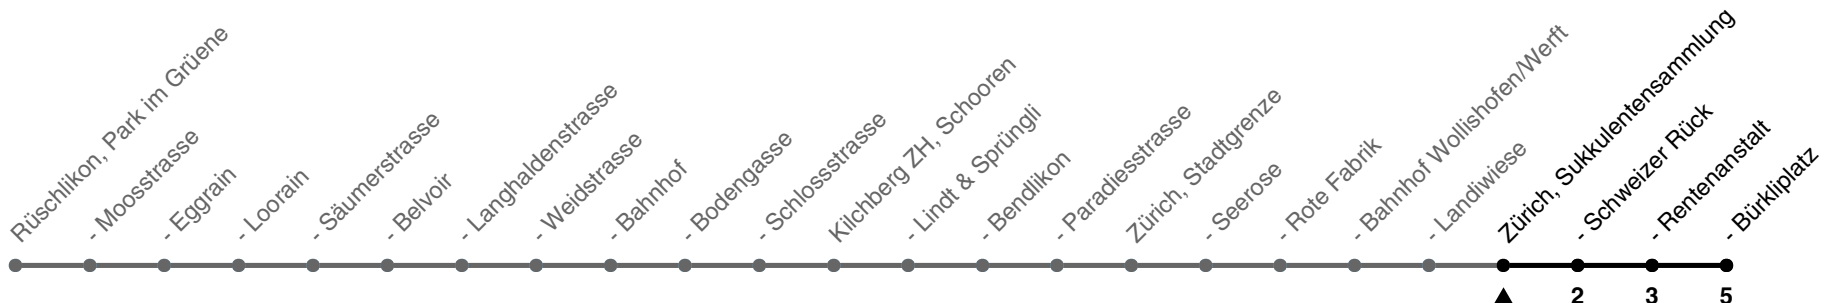 Rüschlikon, Park im Grüene
- Moosstrasse
- Eggrain
- Loorain
- Säumerstrasse
- Belvoir
- Langhaldenstrasse
- Weidstrasse
- Bahnhof
- Bodengasse
- Schlossstrasse
Kilchberg ZH, Schooren
- Lindt & Sprüngli
- Bendlikon
- Paradiesstrasse
Zürich, Stadtgrenze
- Seerose
- Rote Fabrik
- Bahnhof Wollishofen/Werft
- Landiwiese
Zürich, Sukkulentensammlung
- Schweizer Rück
- Rentenanstalt
- Bürkliplatz
2 3 5